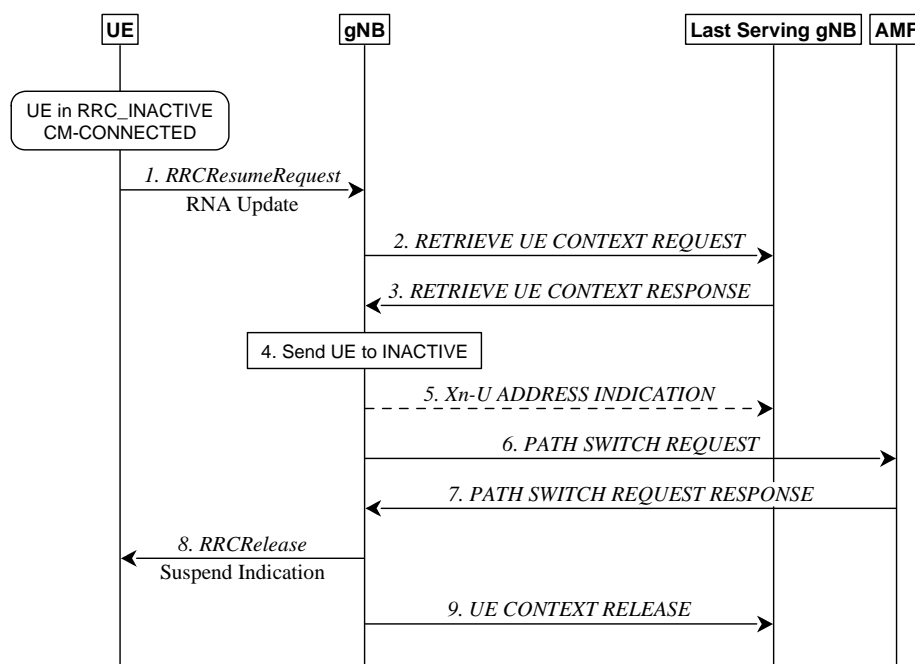 UE
gNB
Last Serving gNB
AMF
UE in RRC_INACTIVE
CM-CONNECTED
1. RRCResumeRequest
RNA Update
2. RETRIEVE UE CONTEXT REQUEST
3. RETRIEVE UE CONTEXT RESPONSE
4. Send UE to INACTIVE
5. Xn-U ADDRESS INDICATION
6. PATH SWITCH REQUEST
7. PATH SWITCH REQUEST RESPONSE
8. RRCRelease
Suspend Indication
9. UE CONTEXT RELEASE